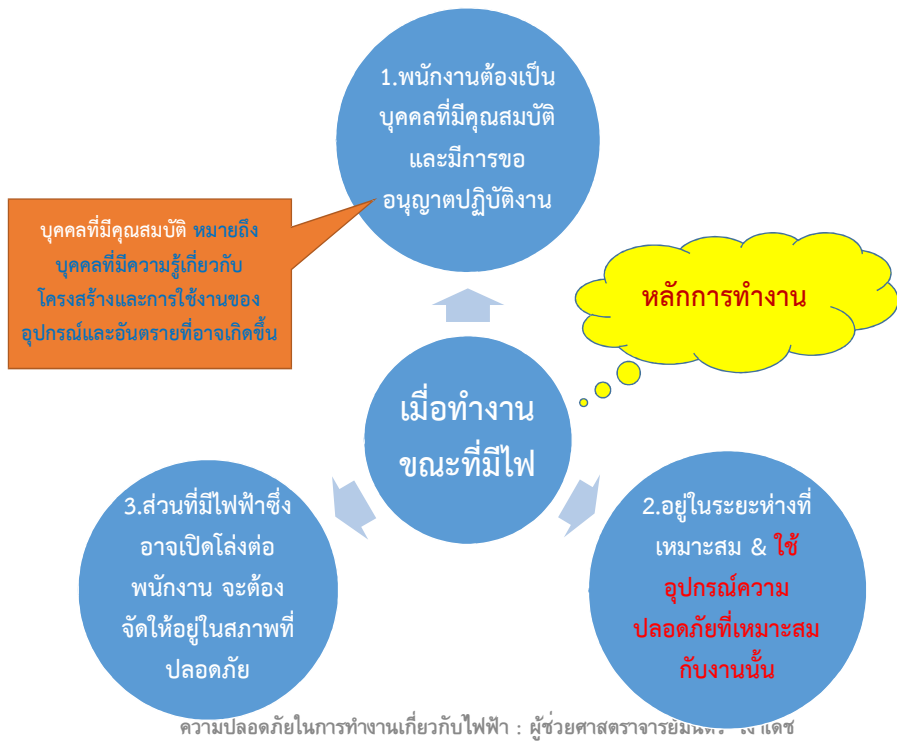 1.พนักงานต้องเป็น
บุคคลที่มีคุณสมบัติ
และมีการขอ
อนุญาตปฏิบัติงาน
บุคคลที่มีคุณสมบัติ หมายถึง
บุคคลที่มีความรู้เกี่ยวกับ
โครงสร้างและการใช้งานของ
อุปกรณ์และอันตรายที่อาจเกิดขึ้น
หลักการทำงาน
เมื่อทำงาน
ขณะที่มีไฟ
3.ส่วนที่มีไฟฟ้าซึ่ง
อาจเปิดโล่งต่อ
พนักงาน จะต้อง
จัดให้อยู่ในสภาพที่
ปลอดภัย
2.อยู่ในระยะห่างที่
เหมาะสม & ใช้
อุปกรณ์ความ
ปลอดภัยที่เหมาะสม
กับงานนั้น
ความปลอดภัยในการทำงานเกี่ยวกับไฟฟ้า : ผู้ช่วยศาสตราจารย์